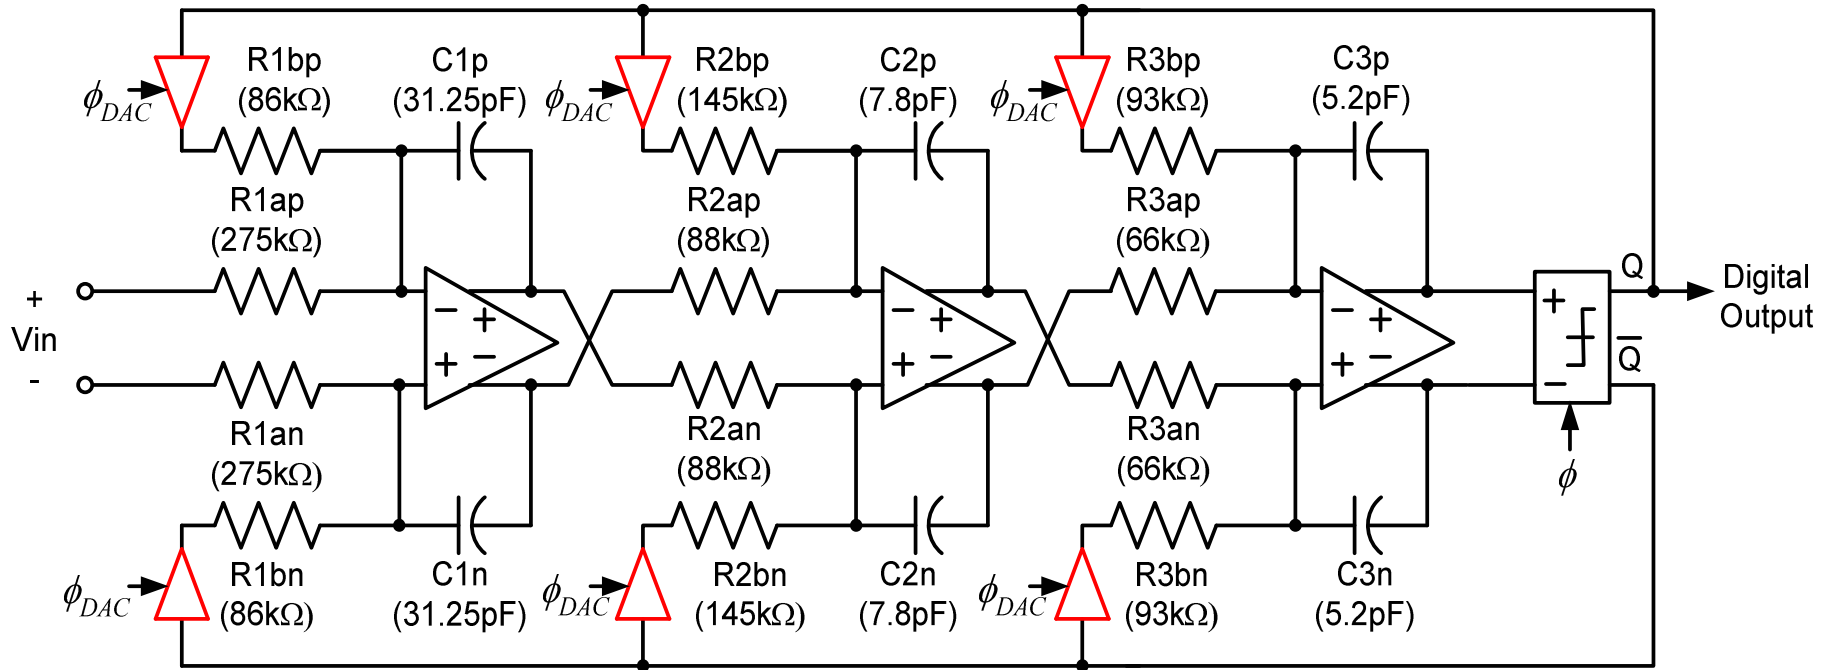 R1bp
(86kΩ)
C1p
(31.25pF)
R2bp
(145kΩ)
C2p
(7.8pF)
R3bp
(93kΩ)
C3p
(5.2pF)
ϕDAC
ϕDAC
ϕDAC
R1ap
(275kΩ)
R2ap
(88kΩ)
R3ap
(66kΩ)
+
Vin
-
− +
+ −
− +
+ −
− +
+ −
+
−
Q
Q̅
Digital
Output
R1an
(275kΩ)
R2an
(88kΩ)
R3an
(66kΩ)
ϕ
ϕDAC
R1bn
(86kΩ)
C1n
(31.25pF)
ϕDAC
R2bn
(145kΩ)
C2n
(7.8pF)
ϕDAC
R3bn
(93kΩ)
C3n
(5.2pF)